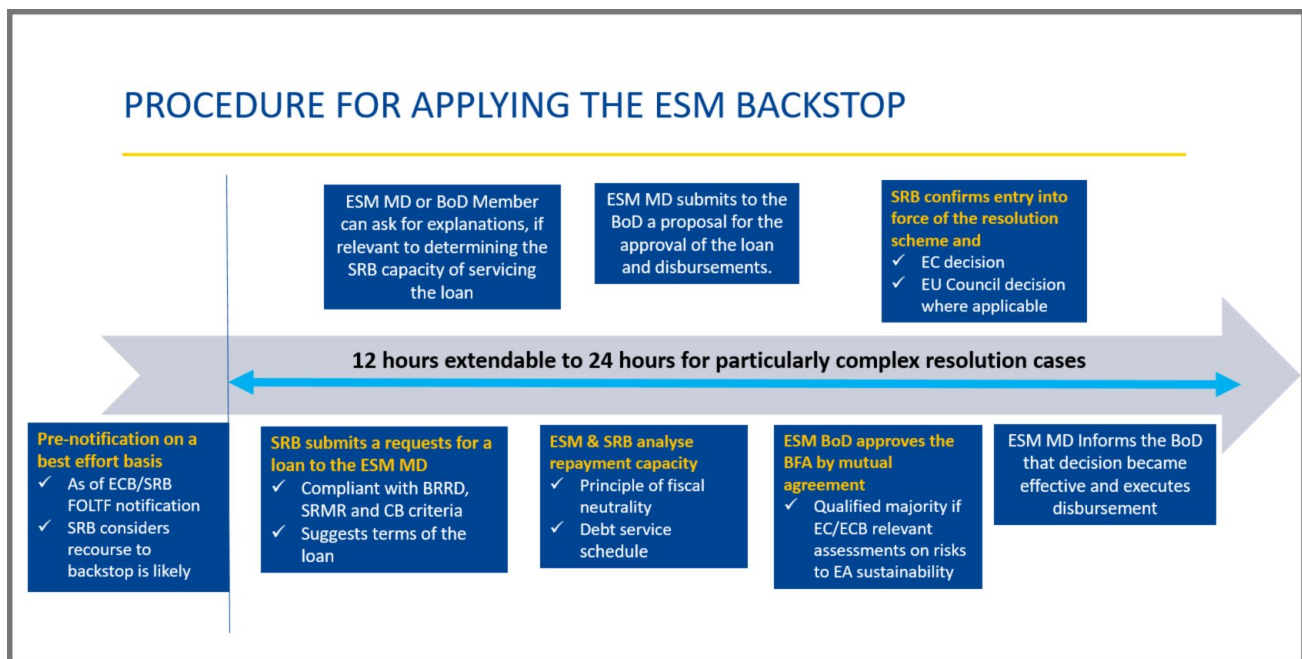 PROCEDURE FOR APPLYING THE ESM BACKSTOP
ESM MD or BoD Member
can ask for explanations, if
relevant to determining the
SRB capacity of servicing
the loan
ESM MD submits to the
BoD a proposal for the
approval of the loan
and disbursements.
SRB confirms entry into
force of the resolution
scheme and
✓ EC decision
✓ EU Council decision
where applicable
12 hours extendable to 24 hours for particularly complex resolution cases
Pre-notification on a
best effort basis
✓ As of ECB/SRB
FOLTF notification
✓ SRB considers
recourse to
backstop is likely
SRB submits a requests for a
loan to the ESM MD
✓ Compliant with BRRD,
SRMR and CB criteria
✓ Suggests terms of the
loan
ESM & SRB analyse
repayment capacity
✓ Principle of fiscal
neutrality
✓ Debt service
schedule
ESM BoD approves the
BFA by mutual
agreement
✓ Qualified majority if
EC/ECB relevant
assessments on risks
to EA sustainability
ESM MD Informs the BoD
that decision became
effective and executes
disbursement